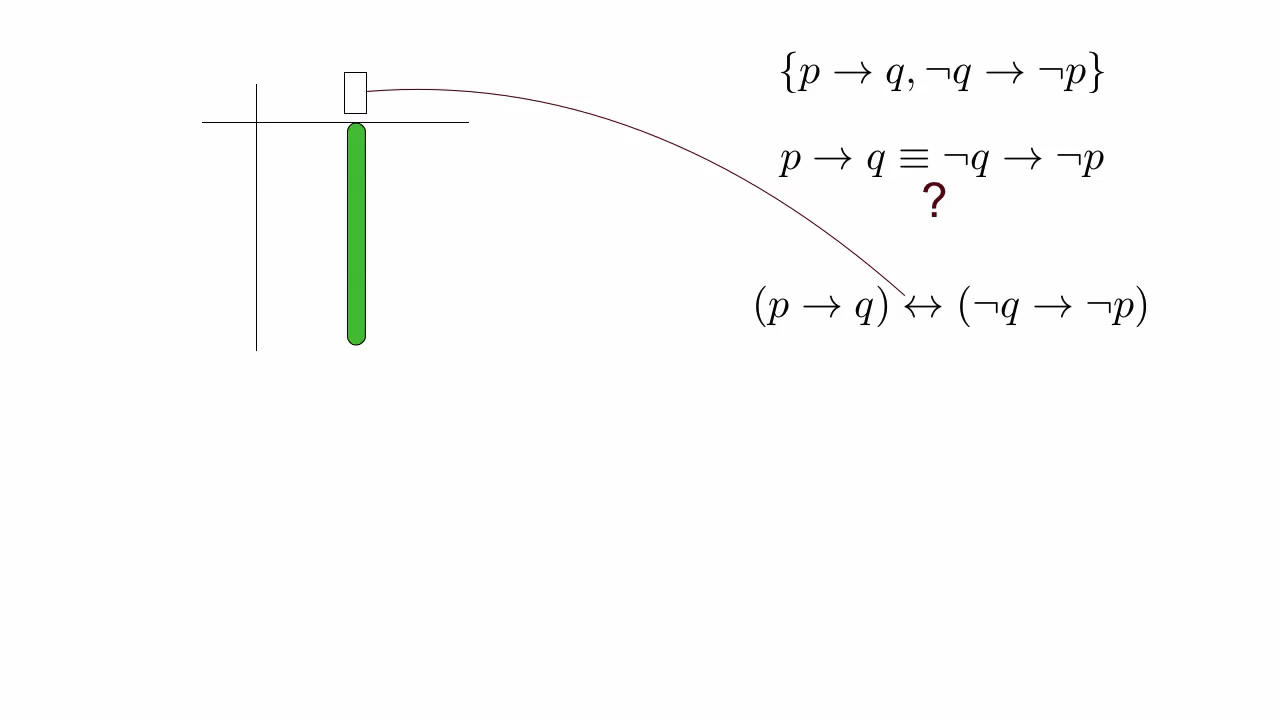 {p → q, ¬q → ¬p}
p → q ≡ ¬q → ¬p
?
(p → q) ↔ (¬q → ¬p)